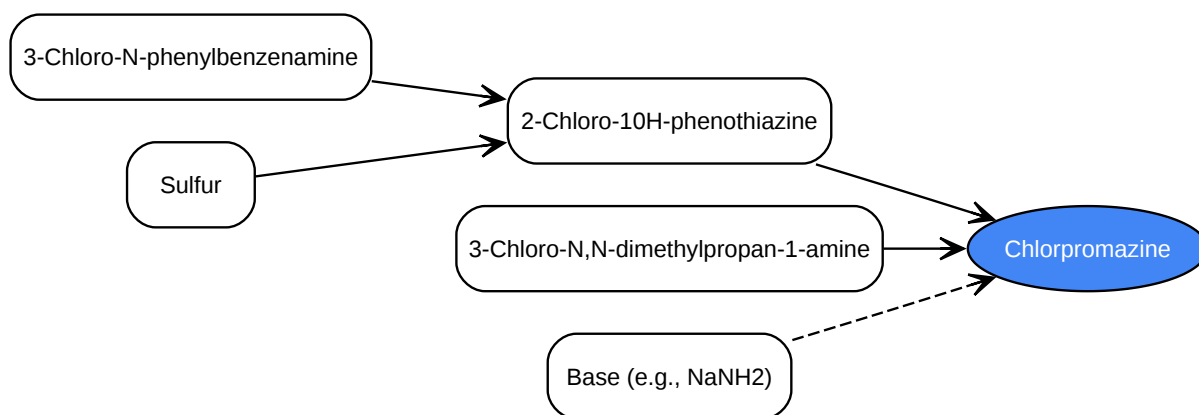 3-Chloro-N-phenylbenzenamine
2-Chloro-10H-phenothiazine
Sulfur
3-Chloro-N,N-dimethylpropan-1-amine
Chlorpromazine
Base (e.g., NaNH2)